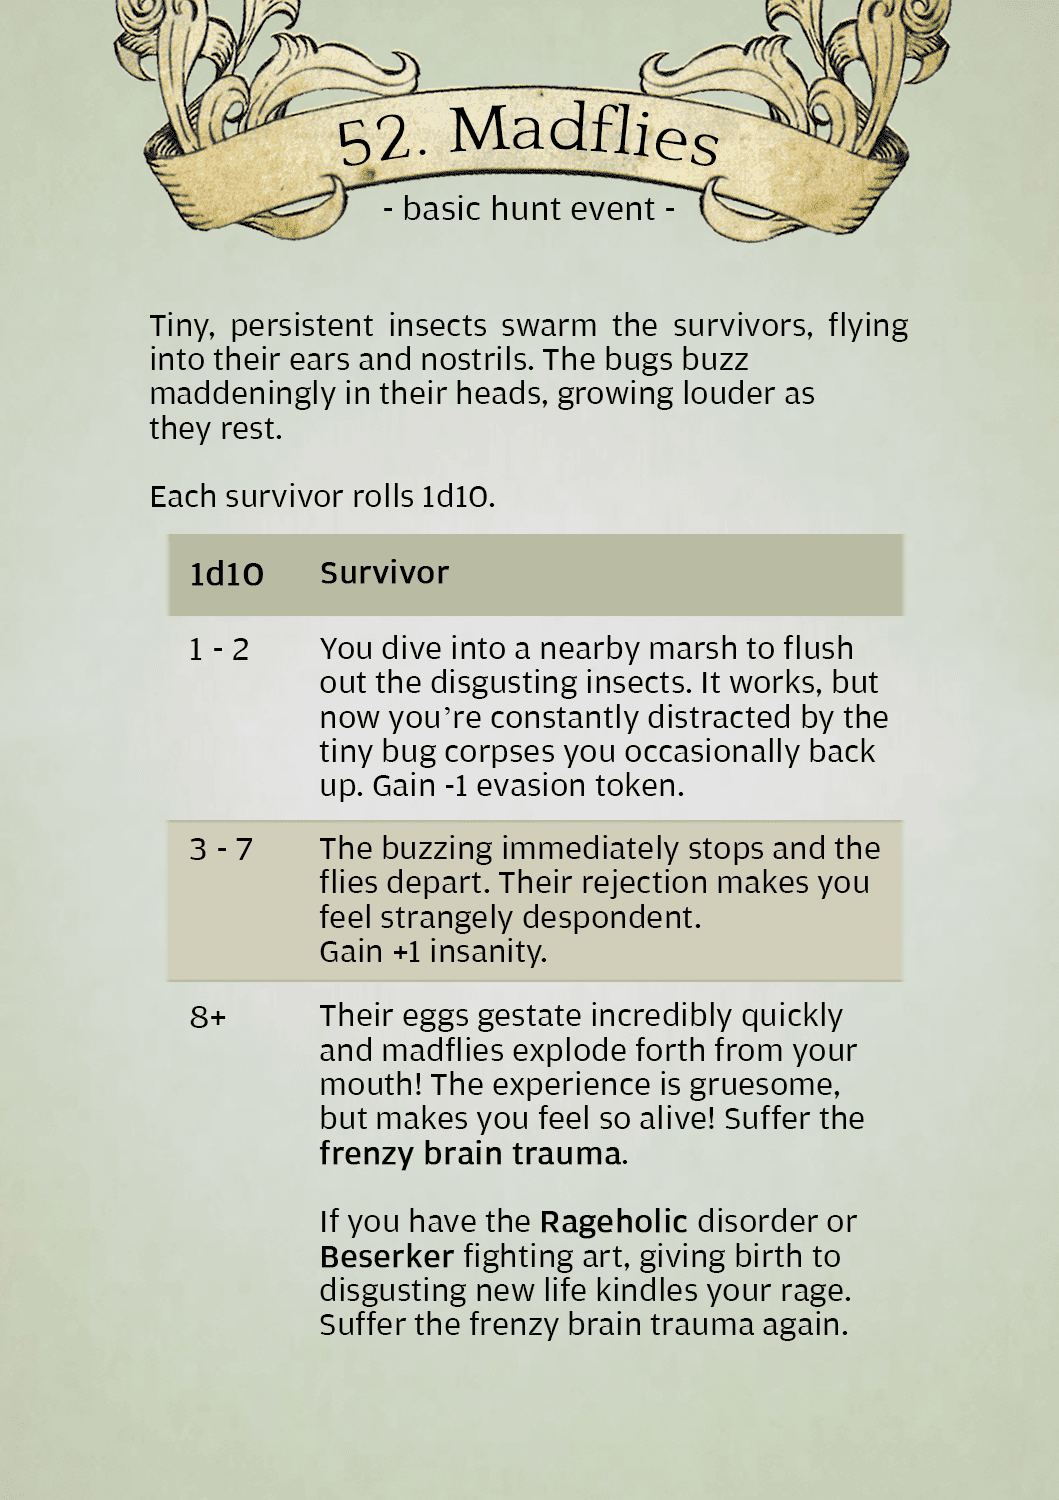 52. Madflies
- basic hunt event -
Tiny, persistent insects swarm the survivors, flying
into their ears and nostrils. The bugs buzz
maddeningly in their heads, growing louder as
they rest.
Each survivor rolls 1d10.
1d10 Survivor
1 - 2 You dive into a nearby marsh to flush
out the disgusting insects. It works, but
now you’re constantly distracted by the
tiny bug corpses you occasionally back
up. Gain -1 evasion token.
3 - 7 The buzzing immediately stops and the
flies depart. Their rejection makes you
feel strangely despondent.
Gain +1 insanity.
8+ Their eggs gestate incredibly quickly
and madflies explode forth from your
mouth! The experience is gruesome,
but makes you feel so alive! Suffer the
frenzy brain trauma.
If you have the Rageholic disorder or
Beserker fighting art, giving birth to
disgusting new life kindles your rage.
Suffer the frenzy brain trauma again.